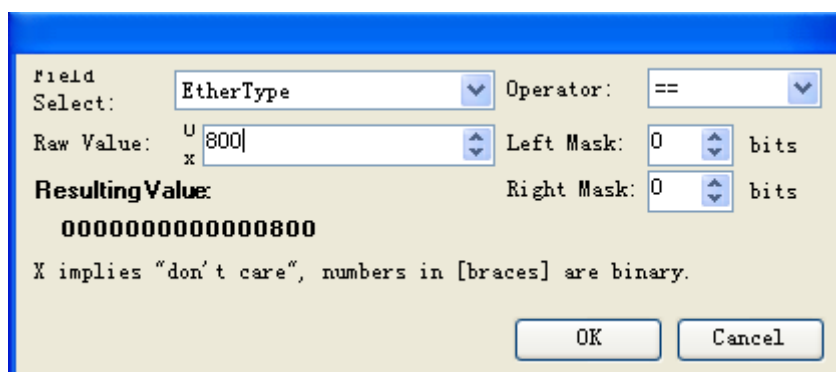 Field
Select:
EtherType
Operator:
==
Raw Value:
0
x
800
Left Mask:
0
bits
Resulting Value:
Right Mask:
0
bits
0000000000000800
X implies "don't care", numbers in [braces] are binary.
OK
Cancel